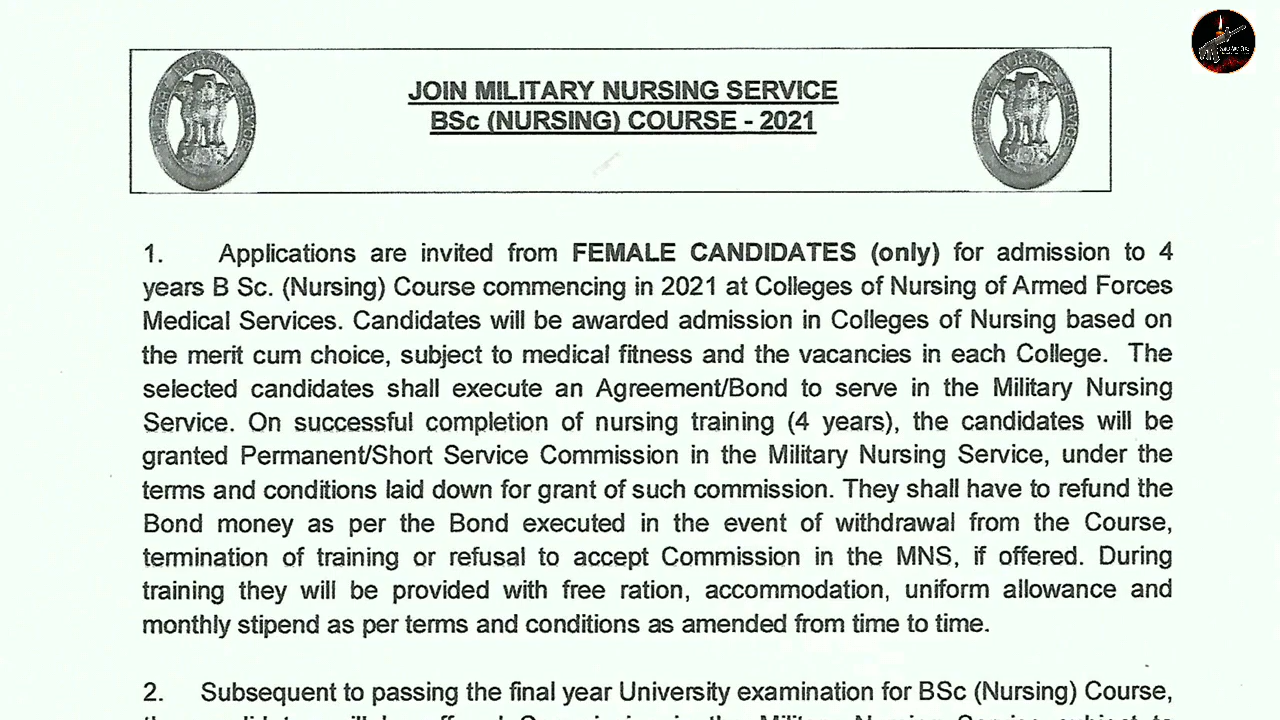 JOIN MILITARY NURSING SERVICE
BSc (NURSING) COURSE - 2021
MILITARY NURSING SERVICE
MILITARY NURSING SERVICE
1. Applications are invited from FEMALE CANDIDATES (only) for admission to 4
years B Sc. (Nursing) Course commencing in 2021 at Colleges of Nursing of Armed Forces
Medical Services. Candidates will be awarded admission in Colleges of Nursing based on
the merit cum choice, subject to medical fitness and the vacancies in each College. The
selected candidates shall execute an Agreement/Bond to serve in the Military Nursing
Service. On successful completion of nursing training (4 years), the candidates will be
granted Permanent/Short Service Commission in the Military Nursing Service, under the
terms and conditions laid down for grant of such commission. They shall have to refund the
Bond money as per the Bond executed in the event of withdrawal from the Course,
termination of training or refusal to accept Commission in the MNS, if offered. During
training they will be provided with free ration, accommodation, uniform allowance and
monthly stipend as per terms and conditions as amended from time to time.
2. Subsequent to passing the final year University examination for BSc (Nursing) Course,